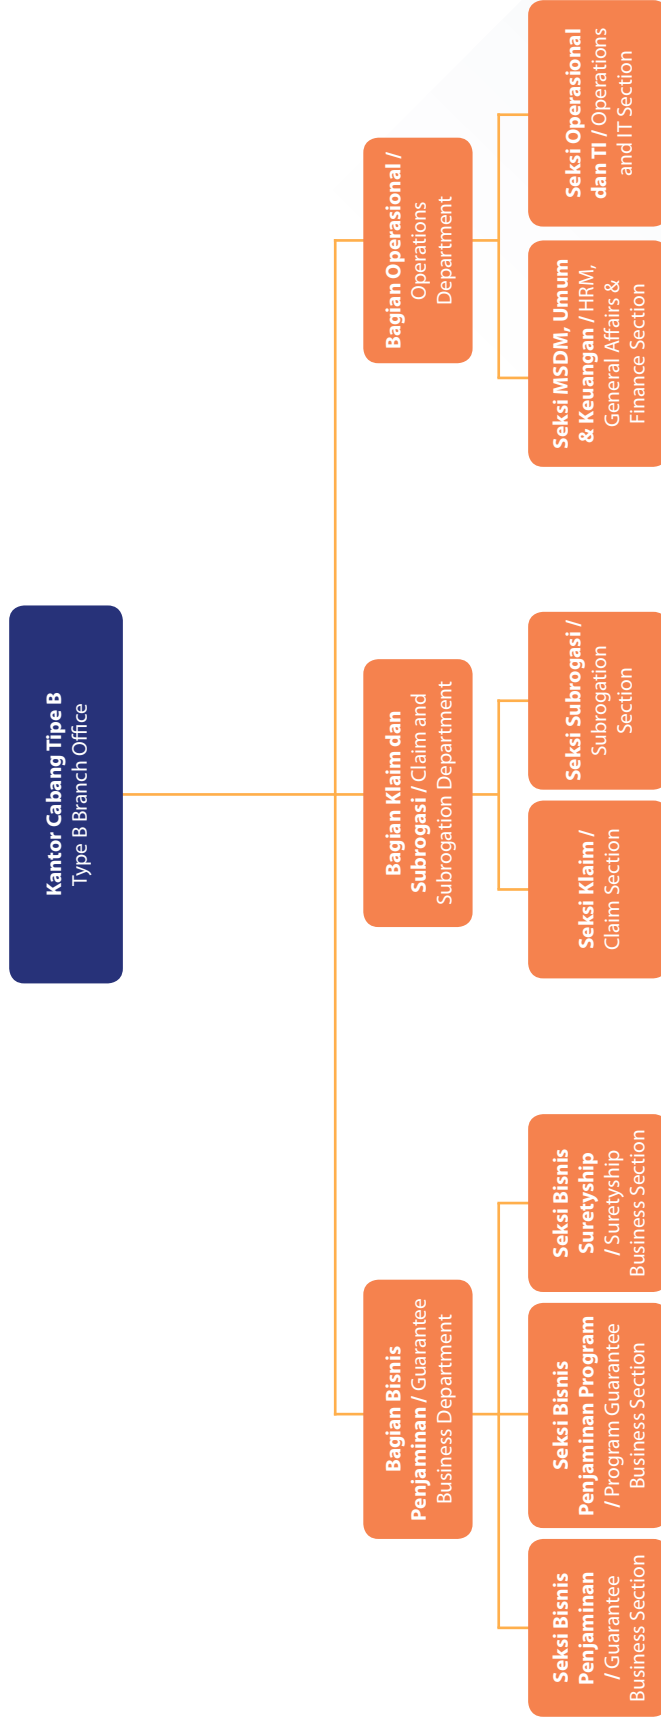 Kantor Cabang Tipe B
Type B Branch Office
Bagian Bisnis
Penjaminan / Guarantee
Business Department
Bagian Klaim dan
Subrogasi / Claim and
Subrogation Department
Bagian Operasional /
Operations
Department
Seksi Bisnis
Penjaminan
/ Guarantee
Business Section
Seksi Bisnis
Penjaminan Program
/ Program Guarantee
Business Section
Seksi Bisnis
Suretyship
/ Suretyship
Business Section
Seksi Klaim /
Claim Section
Seksi Subrogasi /
Subrogation
Section
Seksi MSDM, Umum
& Keuangan / HRM,
General Affairs &
Finance Section
Seksi Operasional
dan TI / Operations
and IT Section